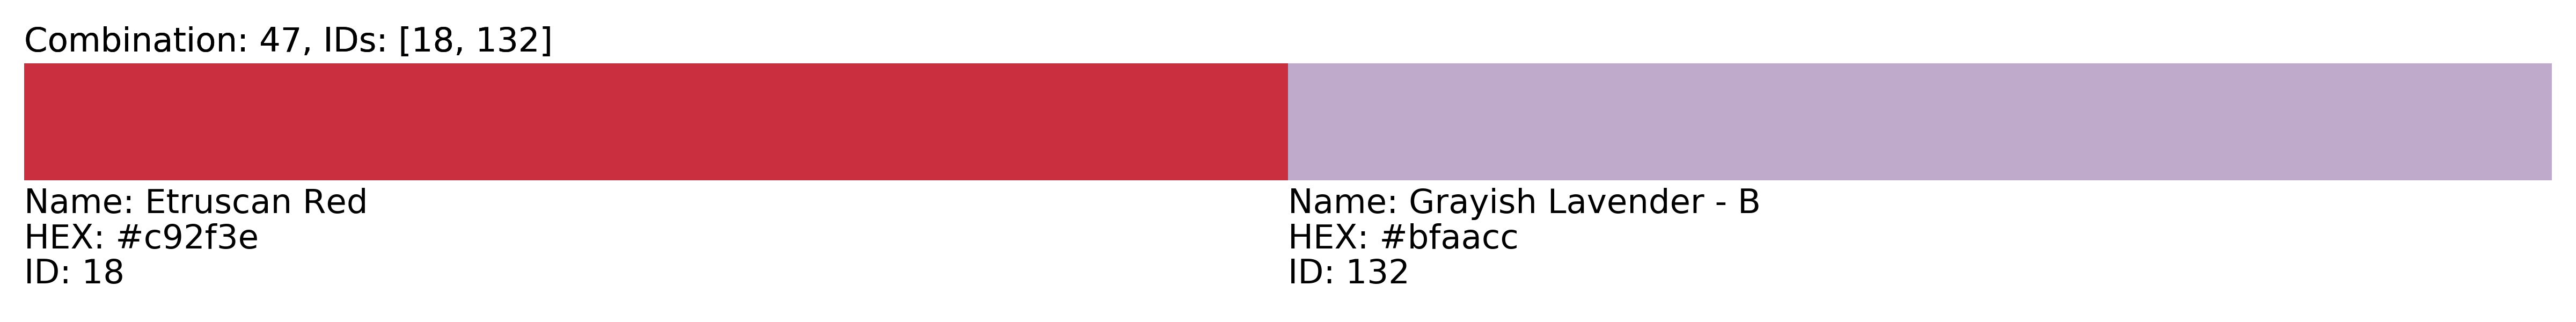 Combination: 47, IDs: [18, 132]
Name: Etruscan Red
HEX: #c92f3e
ID: 18
Name: Grayish Lavender - B
HEX: #bfaacc
ID: 132